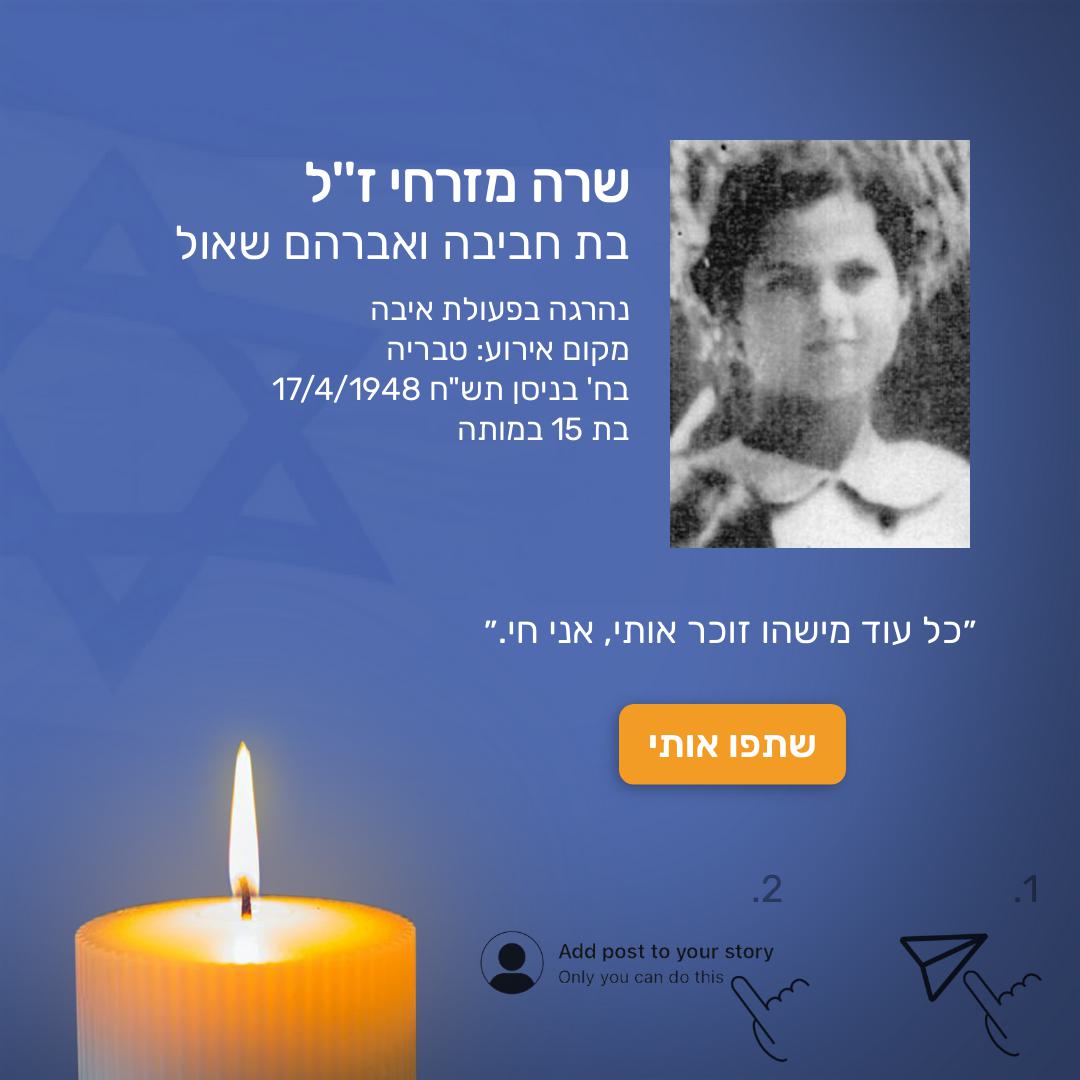 שרה מזרחי ז''ל
בת חביבה ואברהם שאול
נהרגה בפעולת איבה
מקום אירוע: טבריה
בח' בניסן תש"ח 17/4/1948
בת 15 במותה
״כל עוד מישהו זוכר אותי, אני חי.״
שתפו אותי
1.
2.
Add post to your story
Only you can do this